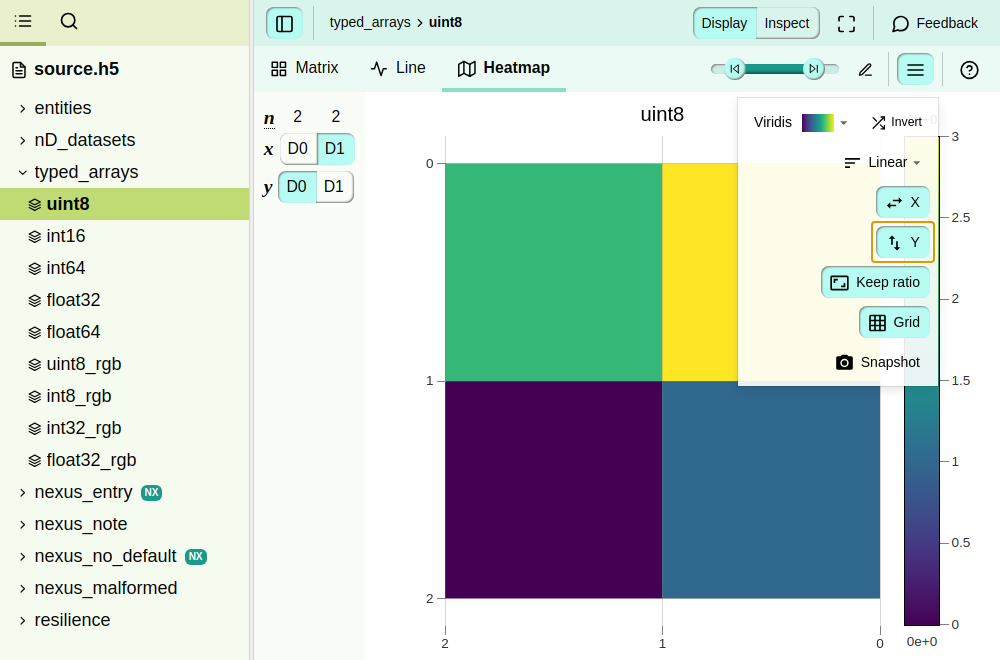 source.h5
entities
nD_datasets
typed_arrays
uint8
int16
int64
float32
float64
uint8_rgb
int8_rgb
int32_rgb
float32_rgb
nexus_entry NX
nexus_note
nexus_no_default NX
nexus_malformed
resilience
typed_arrays › uint8
Display Inspect Feedback
Matrix Line Heatmap
n 2 2
x D0 D1
y D0 D1
uint8
Viridis Invert
Linear
X
Y
Keep ratio
Grid
Snapshot
0
1
2
2 1 0
3
2.5
2
1.5
1
0.5
0
0e+0